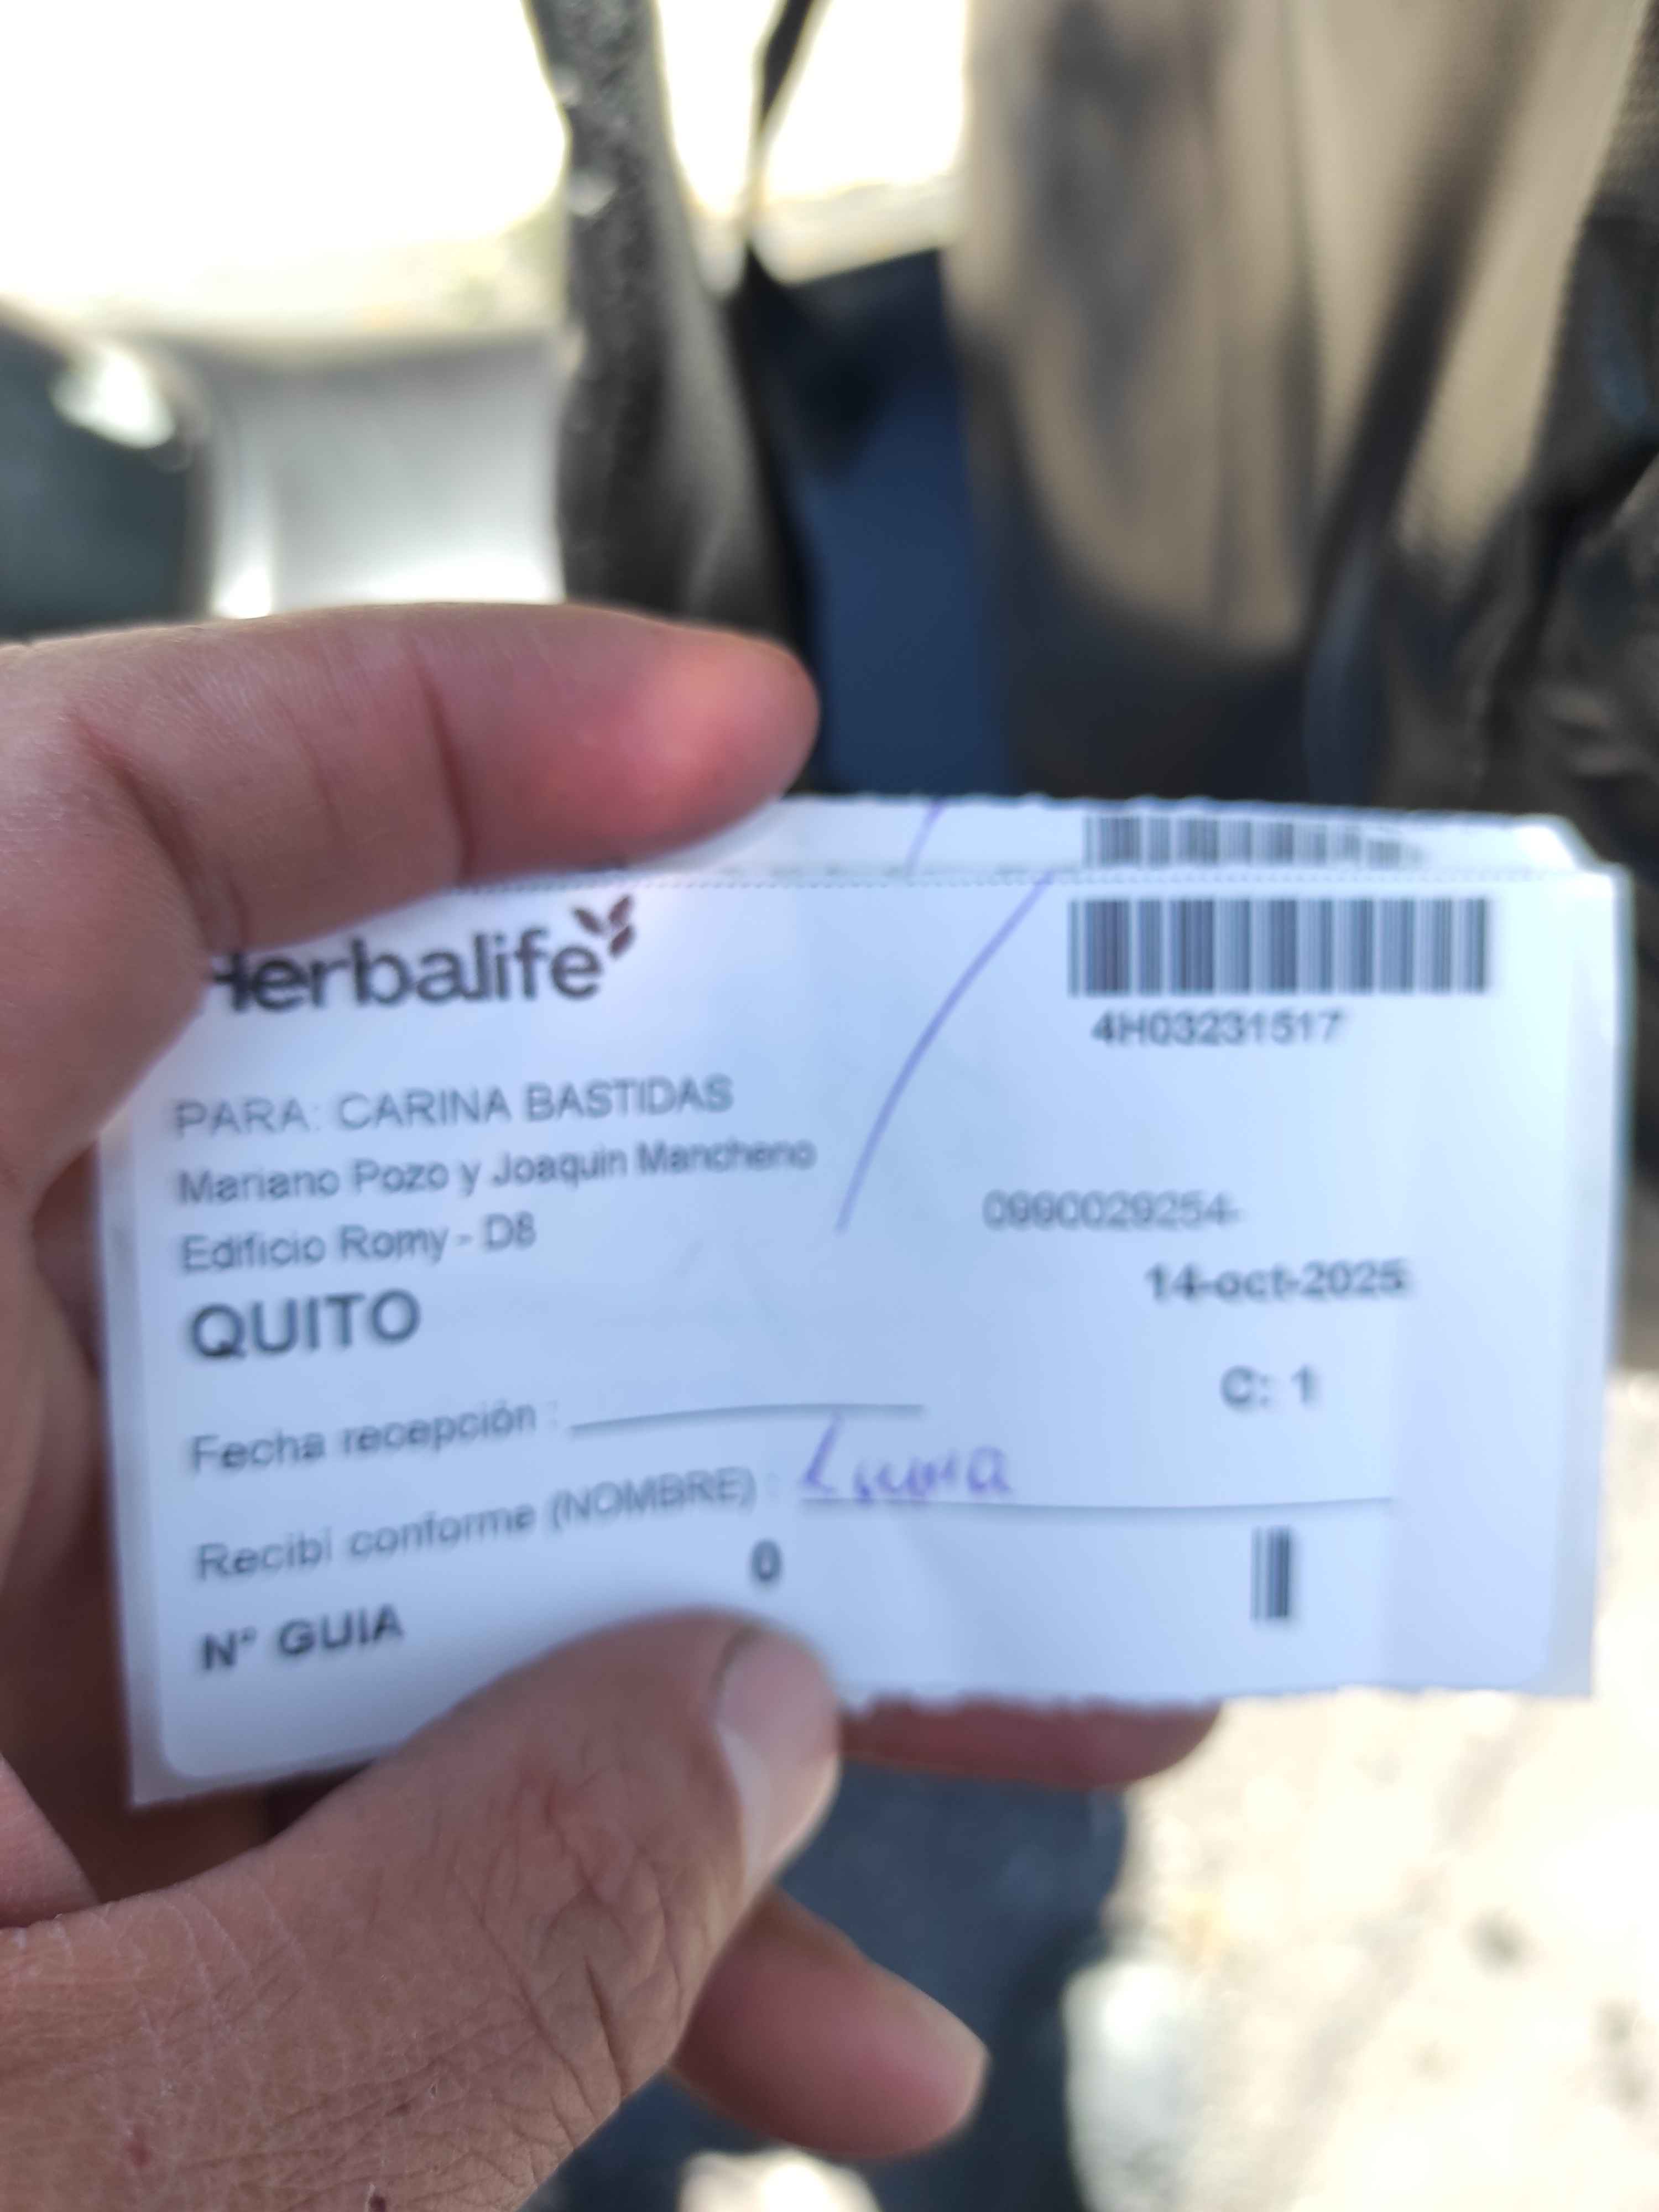 Herbalife
4H03231517
PARA: CARINA BASTIDAS
Mariano Pozo y Joaquin Mancheno
0990029254-
Edificio Romy - D8
14-oct-2025
QUITO
C: 1
Fecha recepción :
Recibi conforme (NOMBRE) :
0
N° GUIA